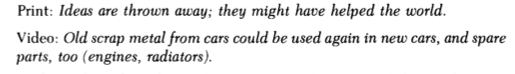 Print: Ideas are thrown away; they might have helped the world.
Video: Old scrap metal from cars could be used again in new cars, and spare
parts, too (engines, radiators).